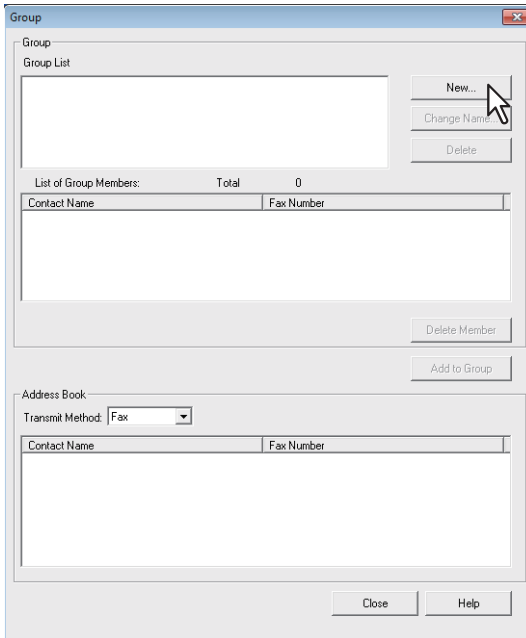 Group
Group
Group List
New...
Change Name...
Delete
List of Group Members: Total 0
Contact Name Fax Number
Delete Member
Add to Group
Address Book
Transmit Method: Fax
Contact Name Fax Number
Close Help